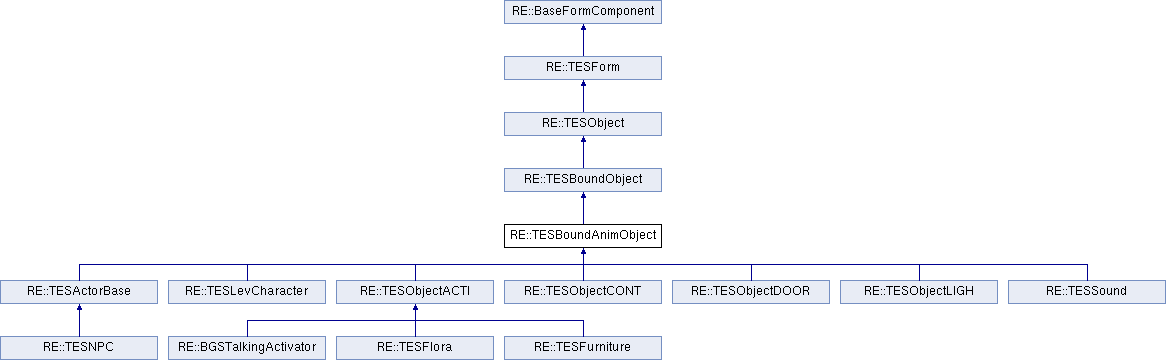 RE::BaseFormComponent
RE::TESForm
RE::TESObject
RE::TESBoundObject
RE::TESBoundAnimObject
RE::TESActorBase
RE::TESLevCharacter
RE::TESObjectACTI
RE::TESObjectCONT
RE::TESObjectDOOR
RE::TESObjectLIGH
RE::TESSound
RE::TESNPC
RE::BGSTalkingActivator
RE::TESFlora
RE::TESFurniture